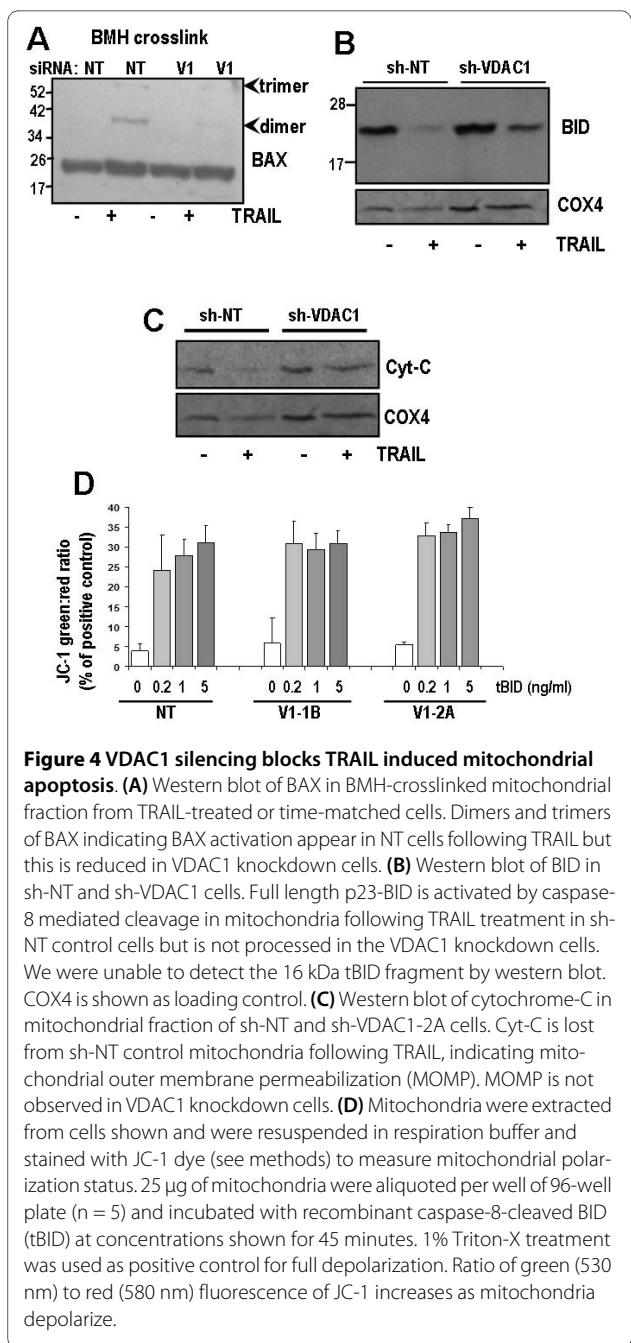 A
BMH crosslink
siRNA: NT NT V1 V1
52
42
34
26
17
trimer
dimer
BAX
- + - + TRAIL
B
sh-NT sh-VDAC1
28
17
BID
COX4
- + - + TRAIL
C
sh-NT sh-VDAC1
Cyt-C
COX4
- + - + TRAIL
D
JC-1 green:red ratio
(% of positive control)
40
35
30
25
20
15
10
5
0
0 0.2 1 5 0 0.2 1 5 0 0.2 1 5 tBID (ng/ml)
NT V1-1B V1-2A
Figure 4 VDAC1 silencing blocks TRAIL induced mitochondrial
apoptosis. (A) Western blot of BAX in BMH-crosslinked mitochondrial
fraction from TRAIL-treated or time-matched cells. Dimers and trimers
of BAX indicating BAX activation appear in NT cells following TRAIL but
this is reduced in VDAC1 knockdown cells. (B) Western blot of BID in
sh-NT and sh-VDAC1 cells. Full length p23-BID is activated by caspase-
8 mediated cleavage in mitochondria following TRAIL treatment in sh-
NT control cells but is not processed in the VDAC1 knockdown cells.
We were unable to detect the 16 kDa tBID fragment by western blot.
COX4 is shown as loading control. (C) Western blot of cytochrome-C in
mitochondrial fraction of sh-NT and sh-VDAC1-2A cells. Cyt-C is lost
from sh-NT control mitochondria following TRAIL, indicating mito-
chondrial outer membrane permeabilization (MOMP). MOMP is not
observed in VDAC1 knockdown cells. (D) Mitochondria were extracted
from cells shown and were resuspended in respiration buffer and
stained with JC-1 dye (see methods) to measure mitochondrial polar-
ization status. 25 μg of mitochondria were aliquoted per well of 96-well
plate (n = 5) and incubated with recombinant caspase-8-cleaved BID
(tBID) at concentrations shown for 45 minutes. 1% Triton-X treatment
was used as positive control for full depolarization. Ratio of green (530
nm) to red (580 nm) fluorescence of JC-1 increases as mitochondria
depolarize.